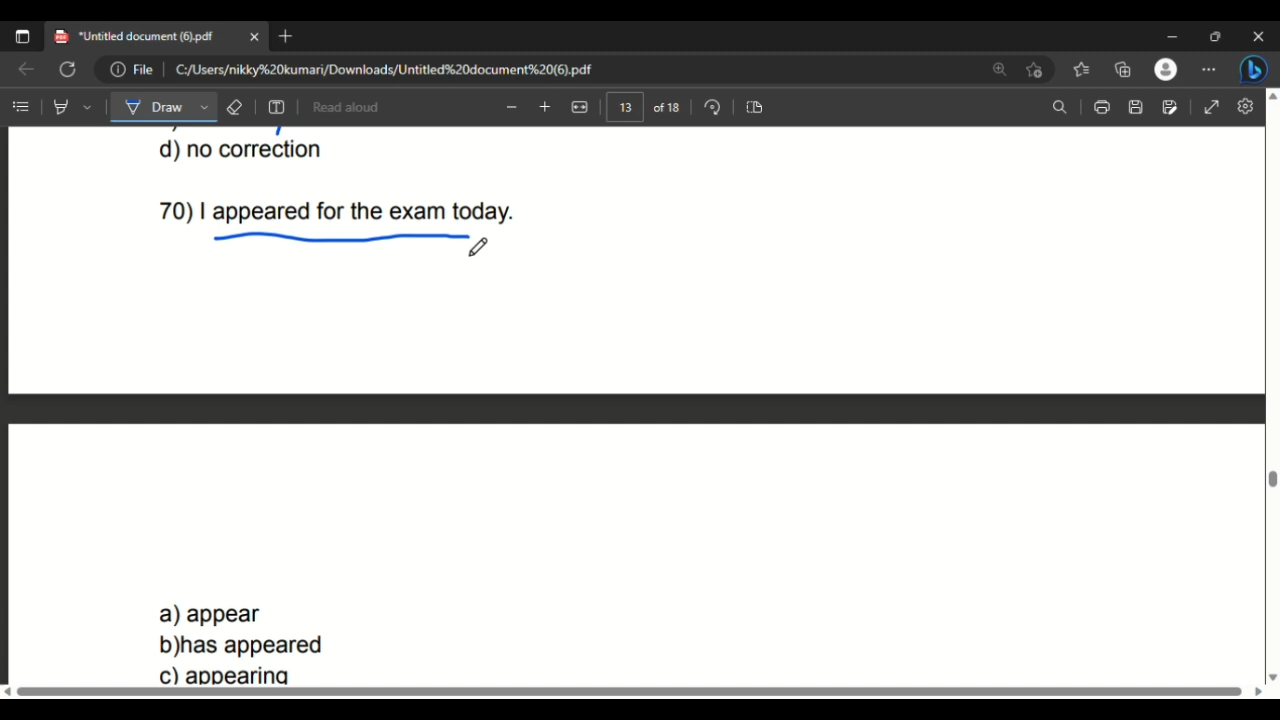 *Untitled document (6).pdf
File
C:/Users/nikky%20kumari/Downloads/Untitled%20document%20(6).pdf
Draw
Read aloud
13
of 18
d) no correction
70) I appeared for the exam today.
a) appear
b)has appeared
c) appearing